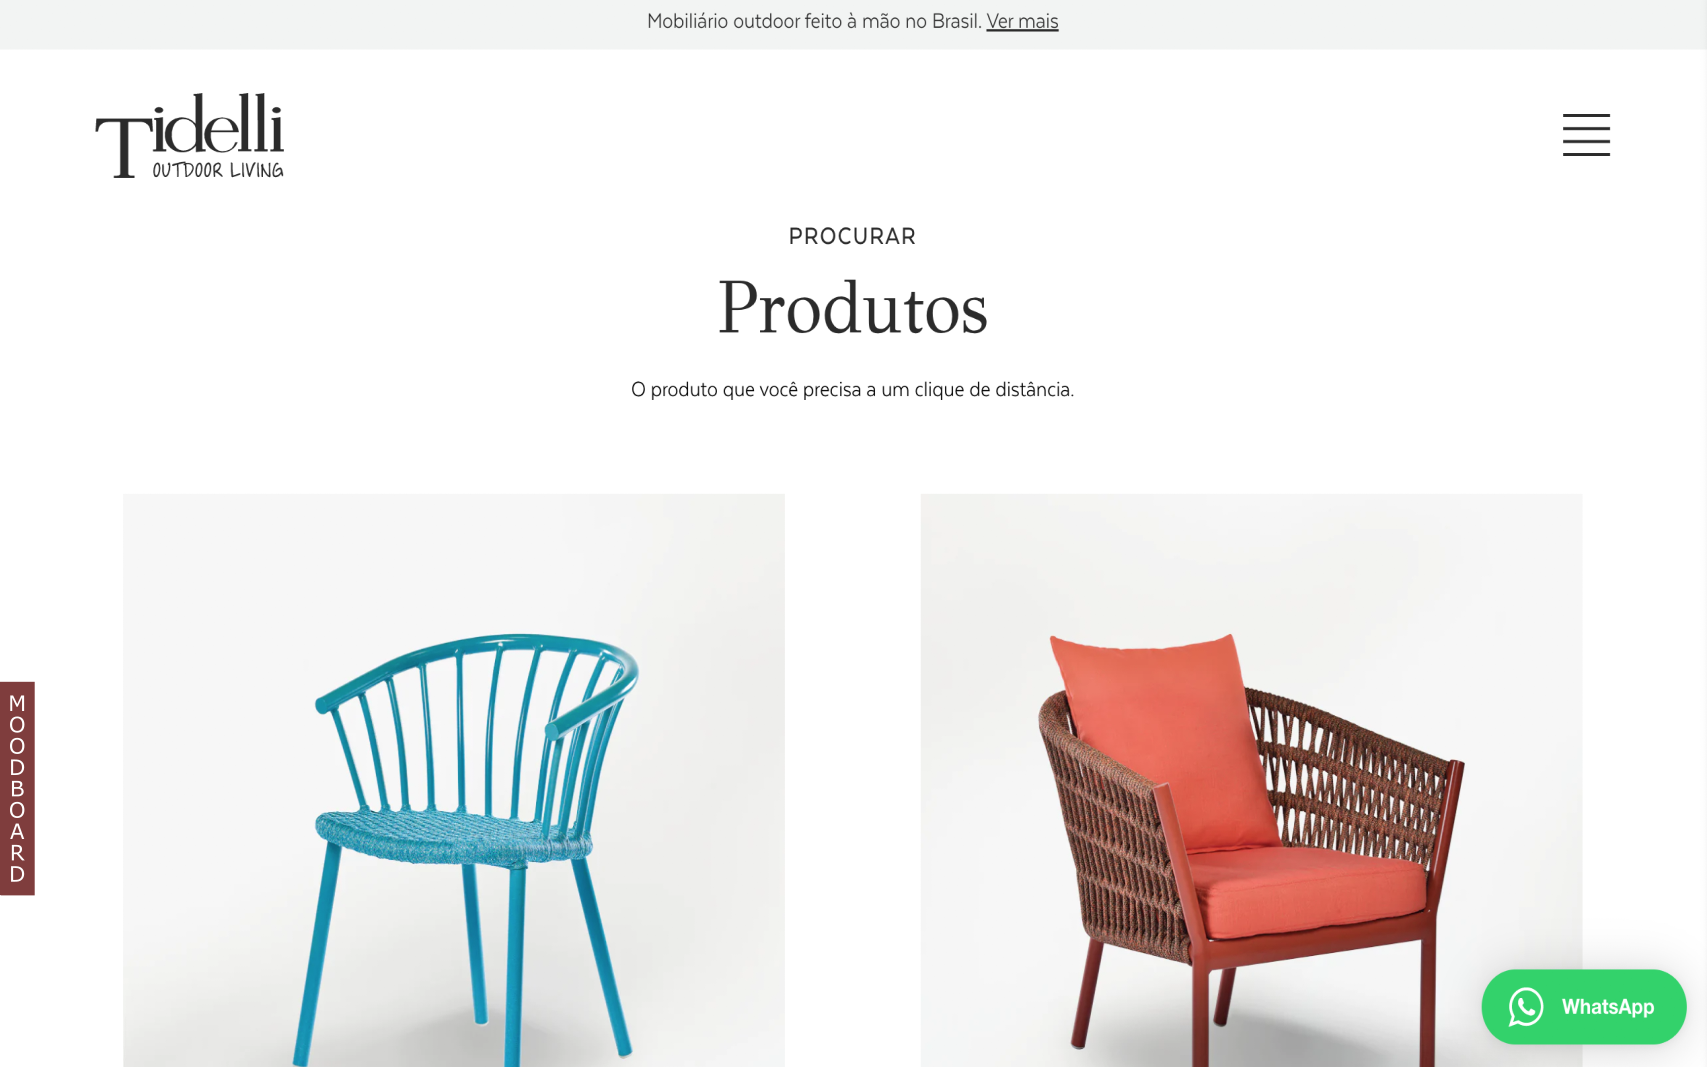 Mobiliário outdoor feito à mão no Brasil. Ver mais
Tidelli
OUTDOOR LIVING
PROCURAR
Produtos
O produto que você precisa a um clique de distância.
MOODBOARD
WhatsApp